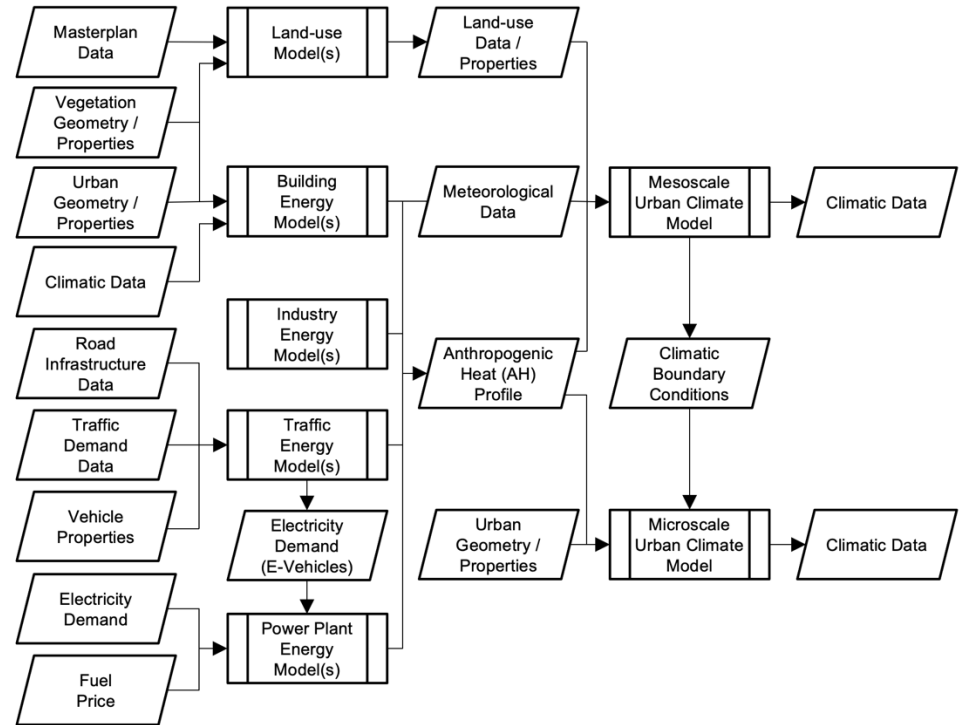 Masterplan
Data
Land-use
Model(s)
Land-use
Data /
Properties
Vegetation
Geometry /
Properties
Urban
Geometry /
Properties
Building
Energy
Model(s)
Meteorological
Data
Mesoscale
Urban Climate
Model
Climatic Data
Climatic Data
Industry
Energy
Model(s)
Road
Infrastructure
Data
Anthropogenic
Heat (AH)
Profile
Climatic
Boundary
Conditions
Traffic
Demand
Data
Traffic
Energy
Model(s)
Vehicle
Properties
Electricity
Demand
(E-Vehicles)
Urban
Geometry /
Properties
Microscale
Urban Climate
Model
Climatic Data
Electricity
Demand
Power Plant
Energy
Model(s)
Fuel
Price